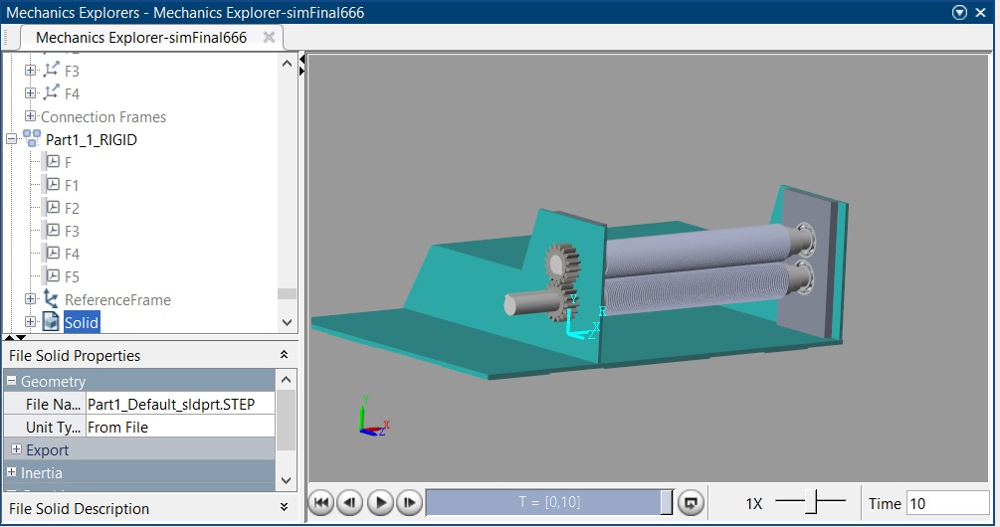 Mechanics Explorers - Mechanics Explorer-simFinal666
Mechanics Explorer-simFinal666
F3
F4
Connection Frames
Part1_1_RIGID
F
F1
F2
F3
F4
F5
ReferenceFrame
Solid
File Solid Properties
Geometry
File Na... Part1_Default_sldprt.STEP
Unit Ty... From File
Export
Inertia
File Solid Description
Y
R
X
Z
Y
X
Z
T = [0,10]
1X
Time 10